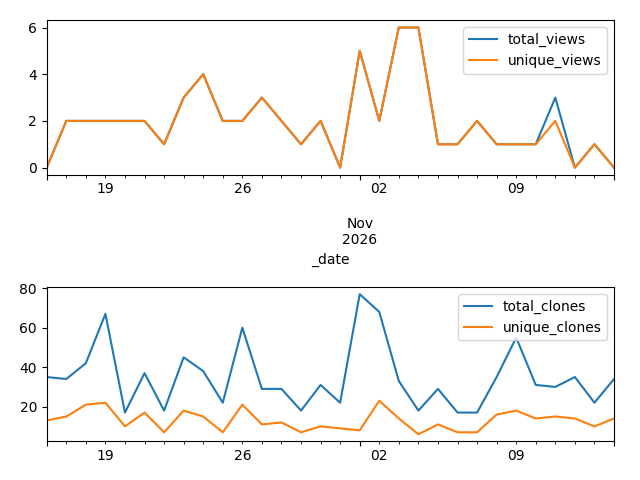 6
4
2
0
total_views
unique_views
19
26
02
09
Nov
2026
_date
80
60
40
20
total_clones
unique_clones
19
26
02
09